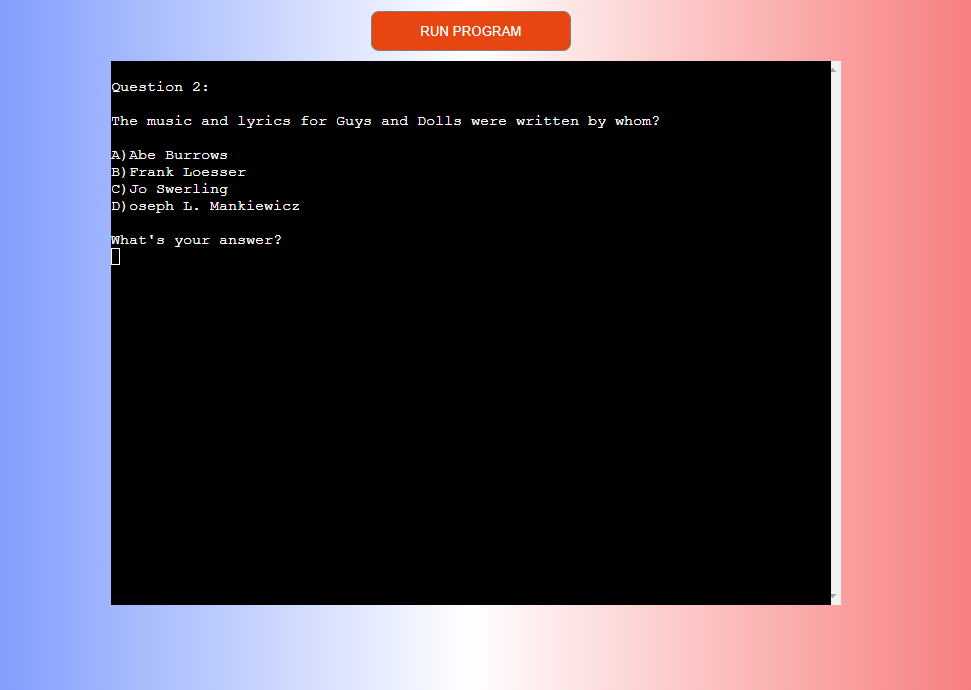 RUN PROGRAM
Question 2:
The music and lyrics for Guys and Dolls were written by whom?
A)Abe Burrows
B)Frank Loesser
C)Jo Swerling
D)oseph L. Mankiewicz
What's your answer?